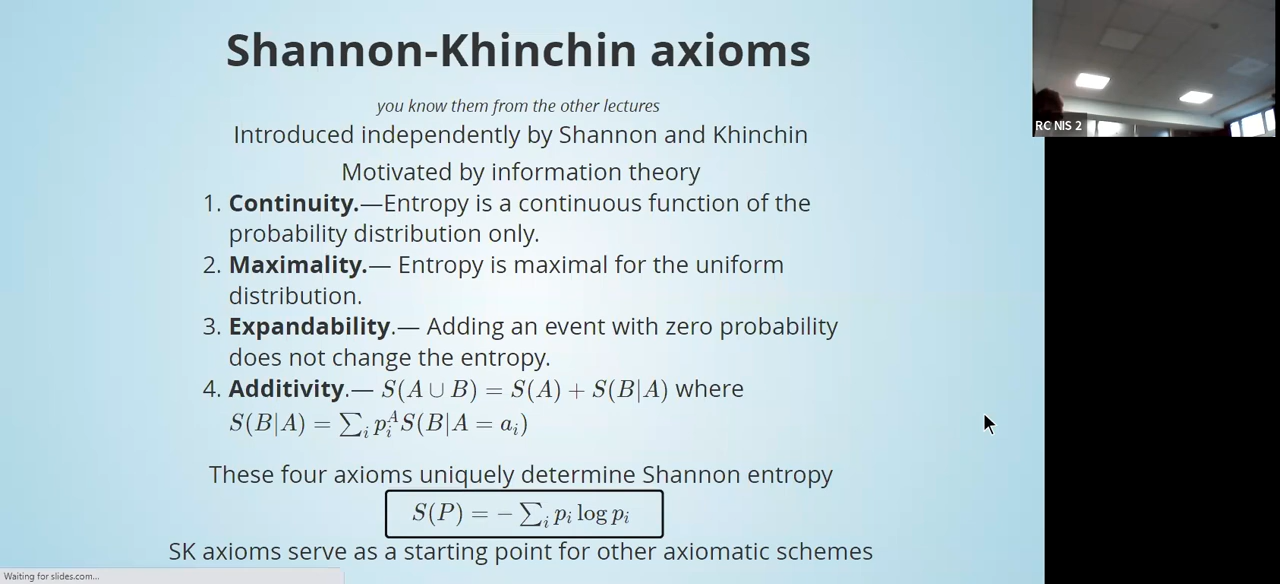 Shannon-Khinchin axioms
you know them from the other lectures
Introduced independently by Shannon and Khinchin
Motivated by information theory
1. Continuity.—Entropy is a continuous function of the
probability distribution only.
2. Maximality.— Entropy is maximal for the uniform
distribution.
3. Expandability.— Adding an event with zero probability
does not change the entropy.
4. Additivity.— S(A ∪ B) = S(A) + S(B|A) where
S(B|A) = ∑_i p_i^A S(B|A = a_i)
These four axioms uniquely determine Shannon entropy
S(P) = − ∑_i p_i log p_i
SK axioms serve as a starting point for other axiomatic schemes
RC NIS 2
Waiting for slides.com...